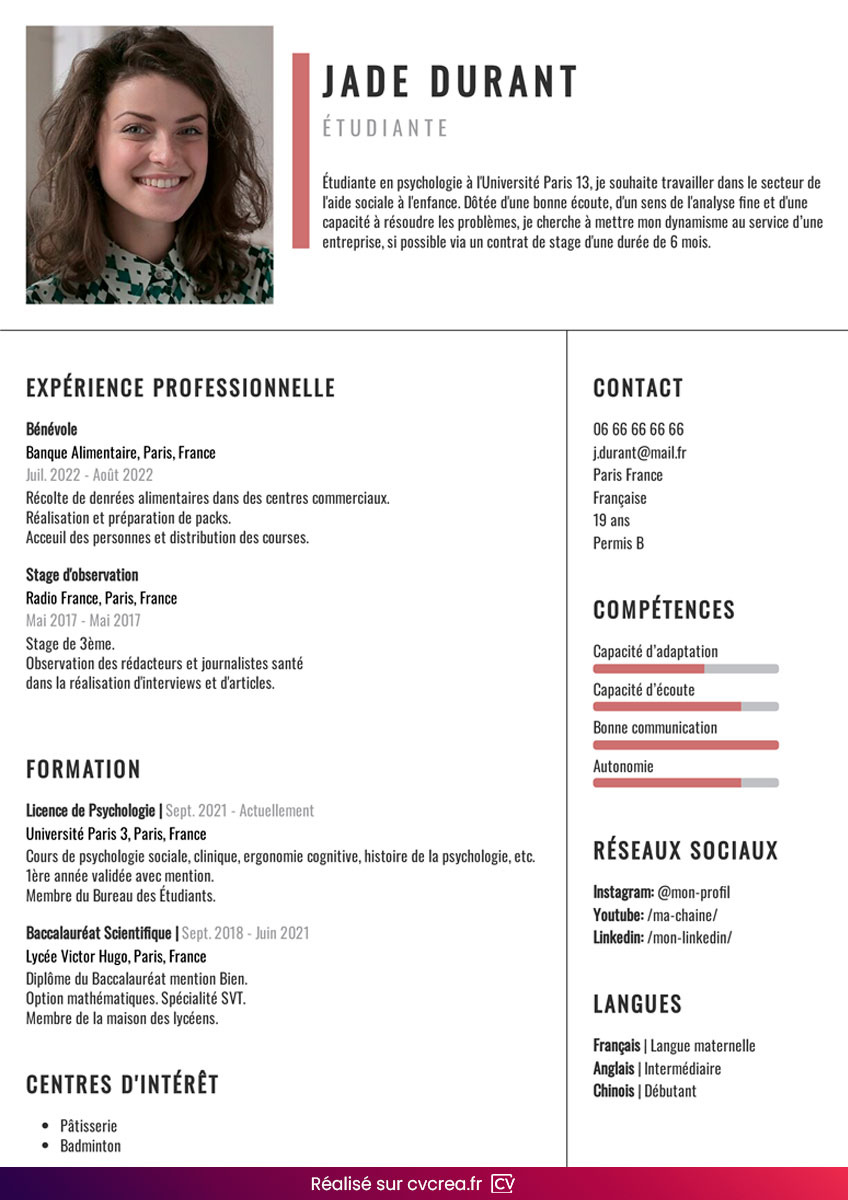 JADE DURANT
ÉTUDIANTE
Étudiante en psychologie à l'Université Paris 13, je souhaite travailler dans le secteur de
l'aide sociale à l'enfance. Dôtée d'une bonne écoute, d'un sens de l'analyse fine et d'une
capacité à résoudre les problèmes, je cherche à mettre mon dynamisme au service d’une
entreprise, si possible via un contrat de stage d'une durée de 6 mois.
EXPÉRIENCE PROFESSIONNELLE
Bénévole
Banque Alimentaire, Paris, France
Juil. 2022 - Août 2022
Récolte de denrées alimentaires dans des centres commerciaux.
Réalisation et préparation de packs.
Acceuil des personnes et distribution des courses.
Stage d'observation
Radio France, Paris, France
Mai 2017 - Mai 2017
Stage de 3ème.
Observation des rédacteurs et journalistes santé
dans la réalisation d'interviews et d'articles.
FORMATION
Licence de Psychologie | Sept. 2021 - Actuellement
Université Paris 3, Paris, France
Cours de psychologie sociale, clinique, ergonomie cognitive, histoire de la psychologie, etc.
1ère année validée avec mention.
Membre du Bureau des Étudiants.
Baccalauréat Scientifique | Sept. 2018 - Juin 2021
Lycée Victor Hugo, Paris, France
Diplôme du Baccalauréat mention Bien.
Option mathématiques. Spécialité SVT.
Membre de la maison des lycéens.
CENTRES D'INTÉRÊT
• Pâtisserie
• Badminton
CONTACT
06 66 66 66 66
j.durant@mail.fr
Paris France
Française
19 ans
Permis B
COMPÉTENCES
Capacité d’adaptation
Capacité d’écoute
Bonne communication
Autonomie
RÉSEAUX SOCIAUX
Instagram: @mon-profil
Youtube: /ma-chaine/
Linkedin: /mon-linkedin/
LANGUES
Français | Langue maternelle
Anglais | Intermédiaire
Chinois | Débutant
Réalisé sur cvcrea.fr CV